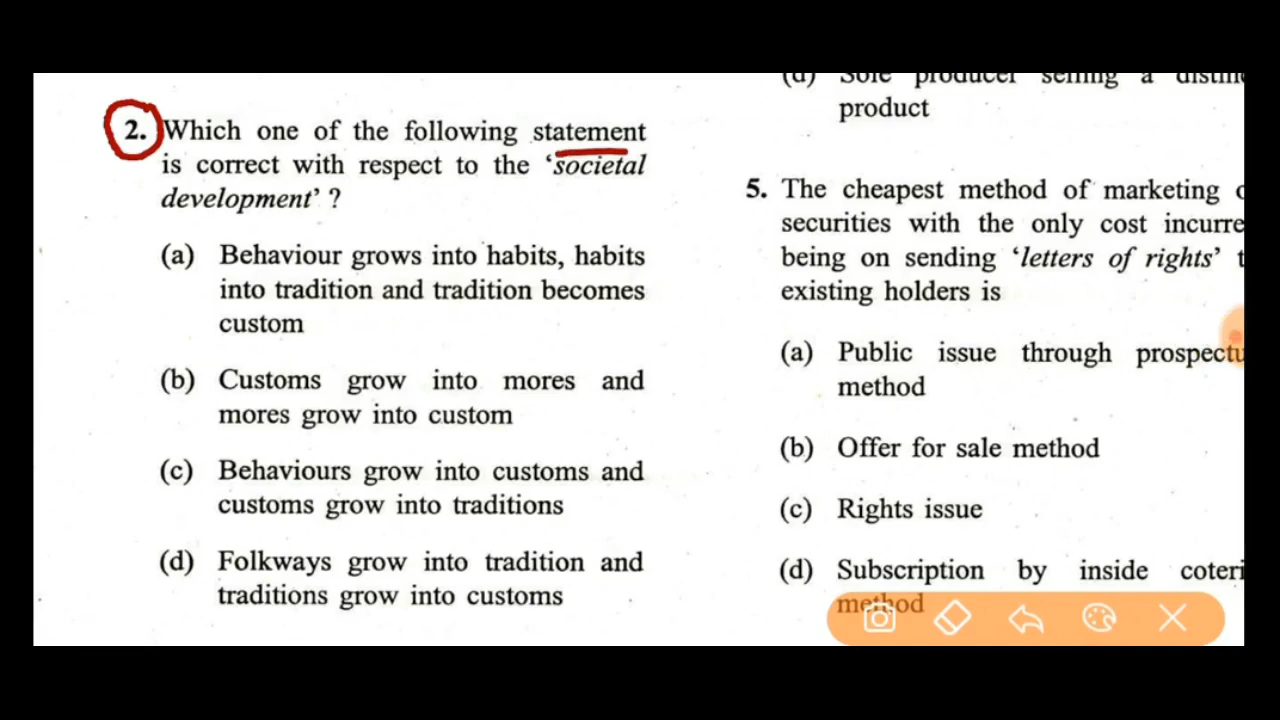 2. Which one of the following statement
is correct with respect to the ‘societal
development’ ?
(a) Behaviour grows into habits, habits
into tradition and tradition becomes
custom
(b) Customs grow into mores and
mores grow into custom
(c) Behaviours grow into customs and
customs grow into traditions
(d) Folkways grow into tradition and
traditions grow into customs
(d) Sole producer selling a
product
5. The cheapest method of marketing
securities with the only cost
being on sending ‘letters of rights’
existing holders is
(a) Public issue through
method
(b) Offer for sale method
(c) Rights issue
(d) Subscription by inside
method